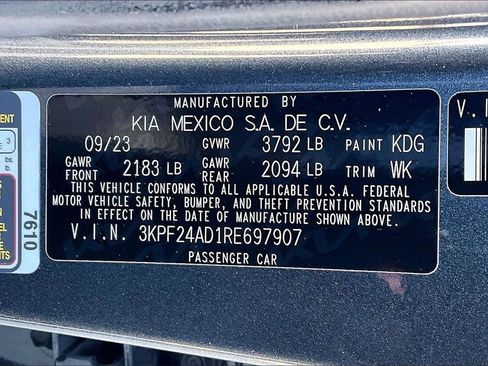 MANUFACTURED BY
KIA MEXICO S.A. DE C.V.
09/23 GVWR 3792 LB PAINT KDG
GAWR FRONT 2183 LB GAWR REAR 2094 LB TRIM WK
THIS VEHICLE CONFORMS TO ALL APPLICABLE U.S.A. FEDERAL
MOTOR VEHICLE SAFETY, BUMPER, AND THEFT PREVENTION STANDARDS
IN EFFECT ON THE DATE OF MANUFACTURE SHOWN ABOVE.
V.I.N. 3KPF24AD1RE697907
PASSENGER CAR
7610
3
lbs.
V.I